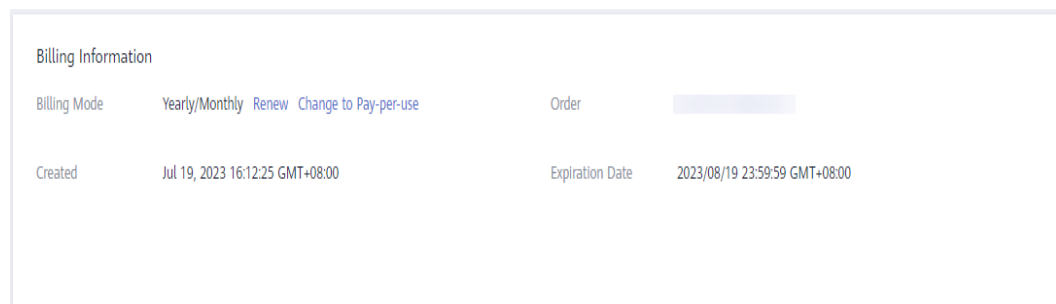 Billing Information
Billing Mode Yearly/Monthly Renew Change to Pay-per-use Order
Created Jul 19, 2023 16:12:25 GMT+08:00 Expiration Date 2023/08/19 23:59:59 GMT+08:00